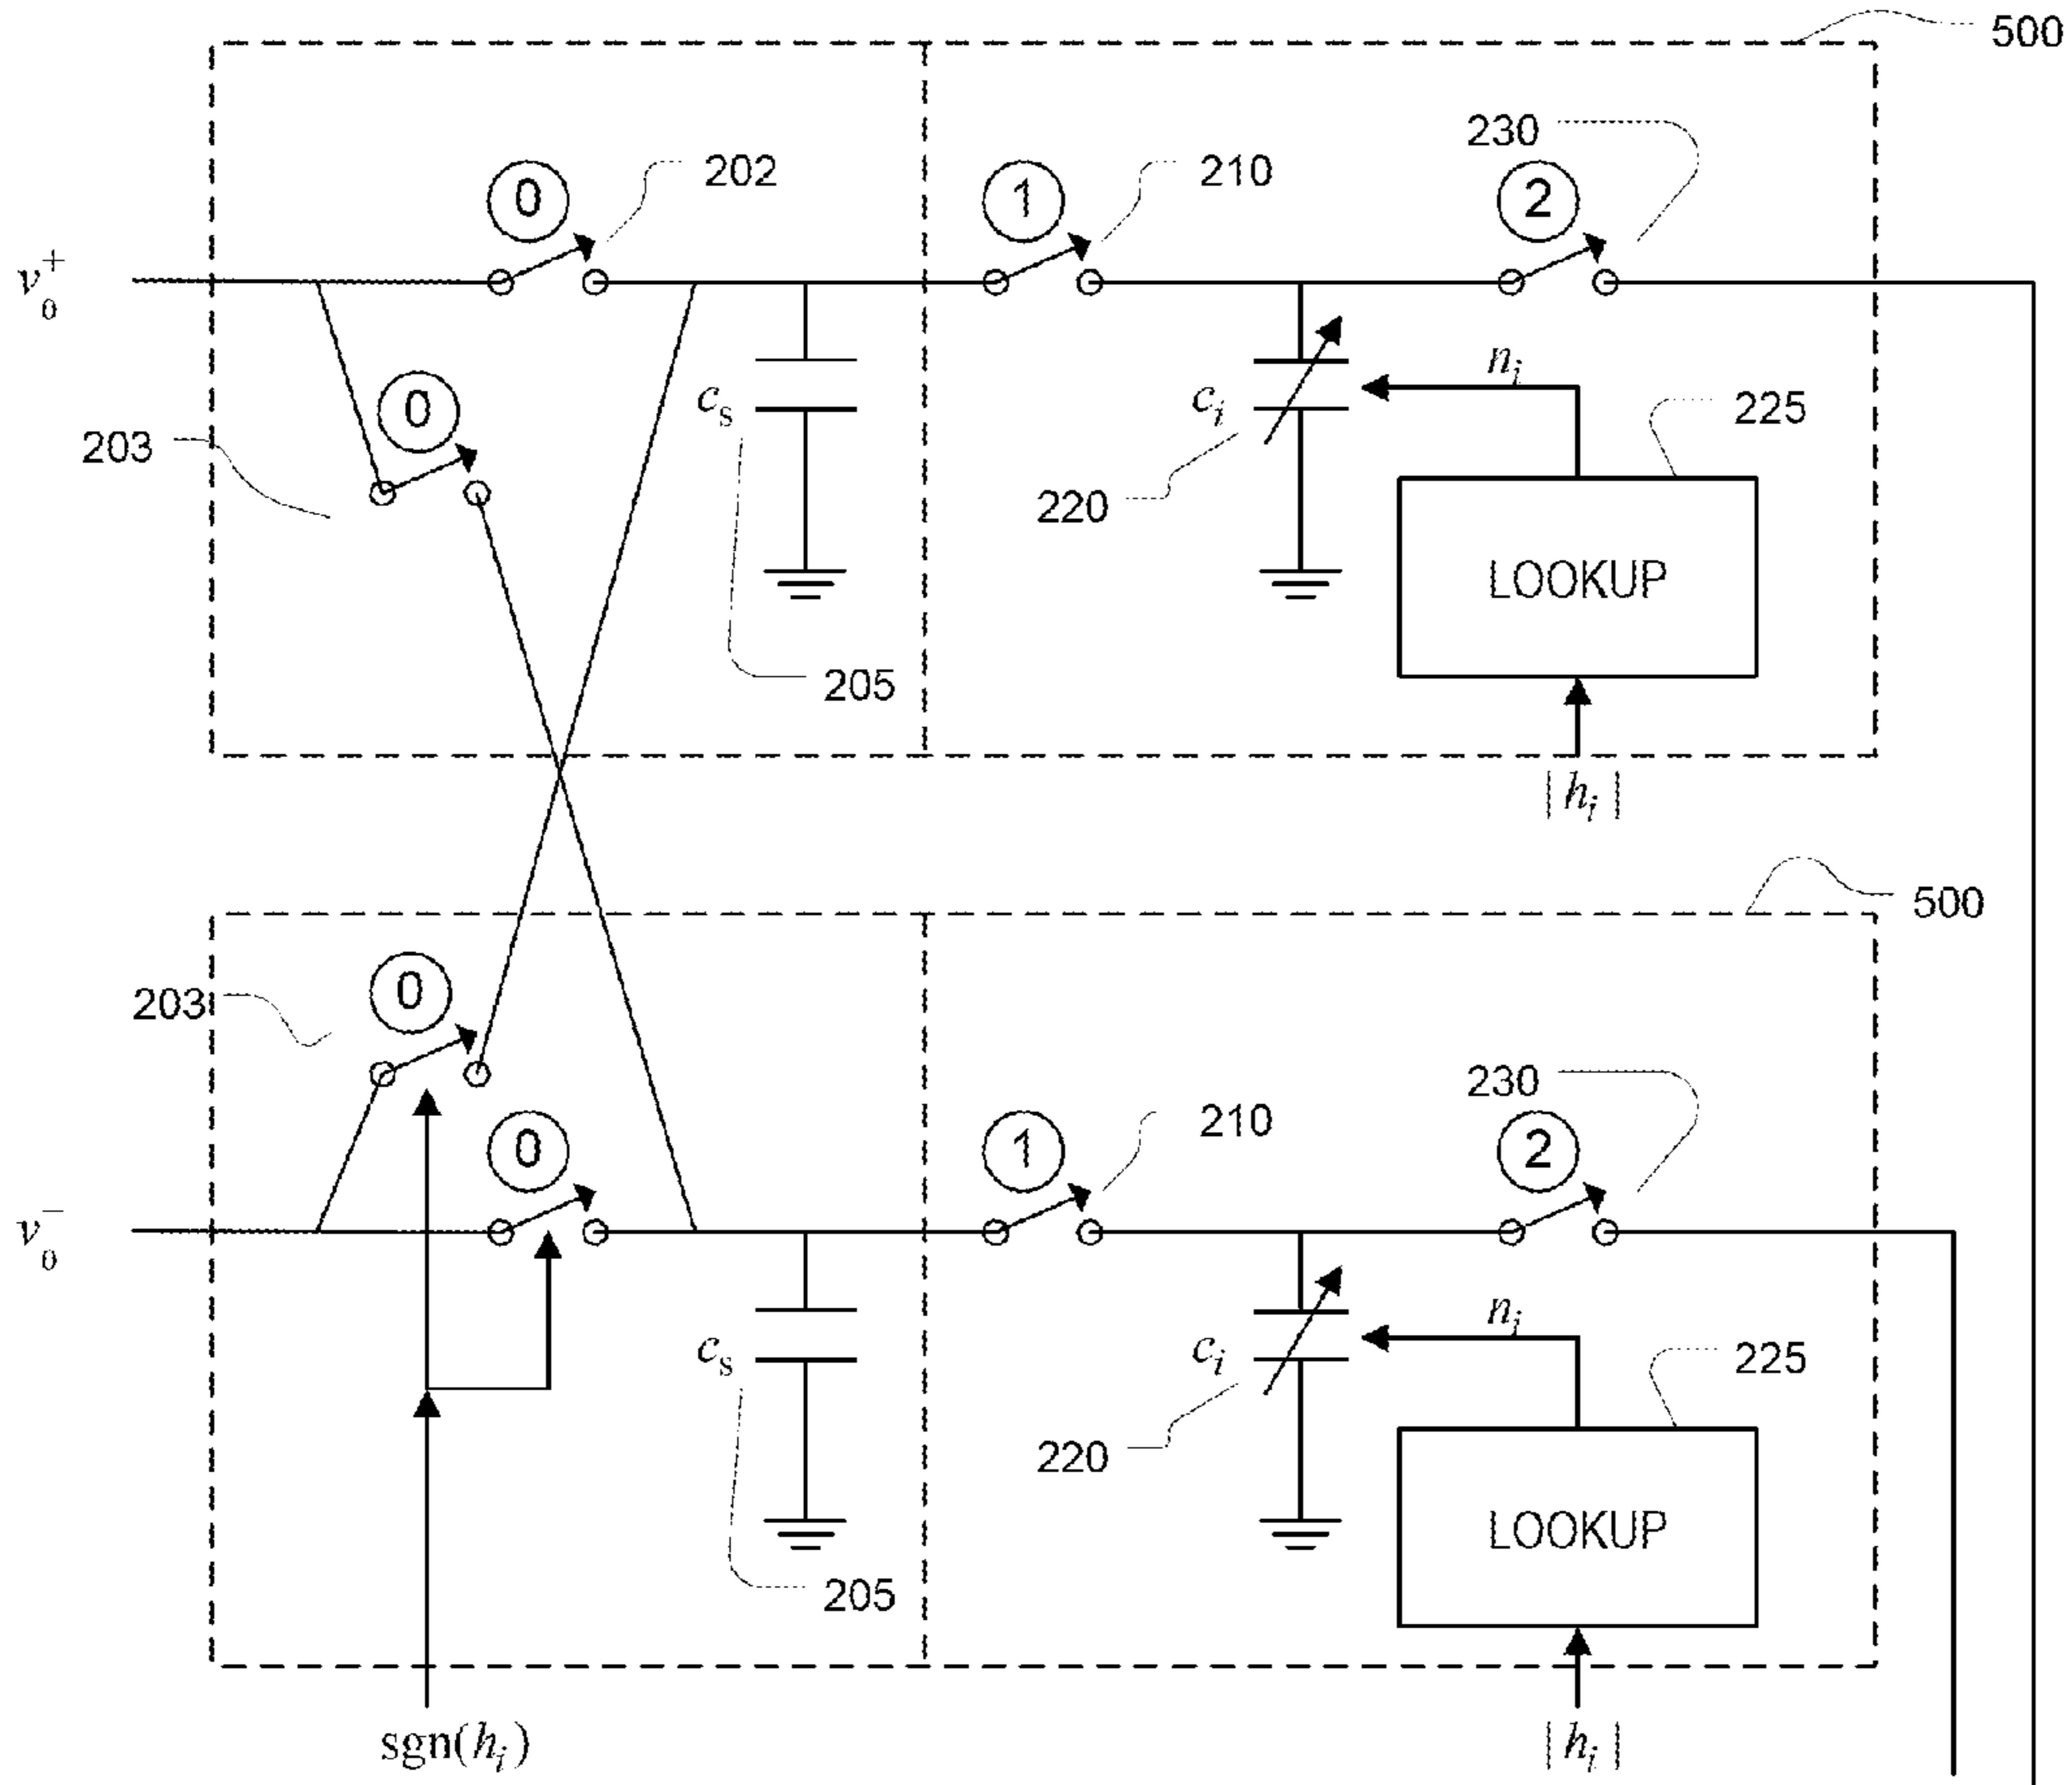 500
0 202
1 210
2 230
v₀⁺
0
203
cₛ
cᵢ
nᵢ
225
220
LOOKUP
205
|hᵢ|
500
0
203
0
1 210
2 230
v₀⁻
cₛ
cᵢ
nᵢ
225
220
LOOKUP
205
sgn(hᵢ)
|hᵢ|